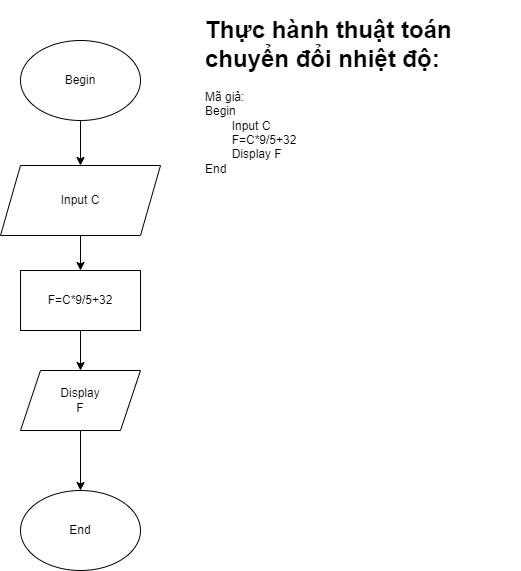 Thực hành thuật toán
chuyển đổi nhiệt độ:
Mã giả:
Begin
Input C
F=C*9/5+32
Display F
End
Begin
Input C
F=C*9/5+32
Display
F
End